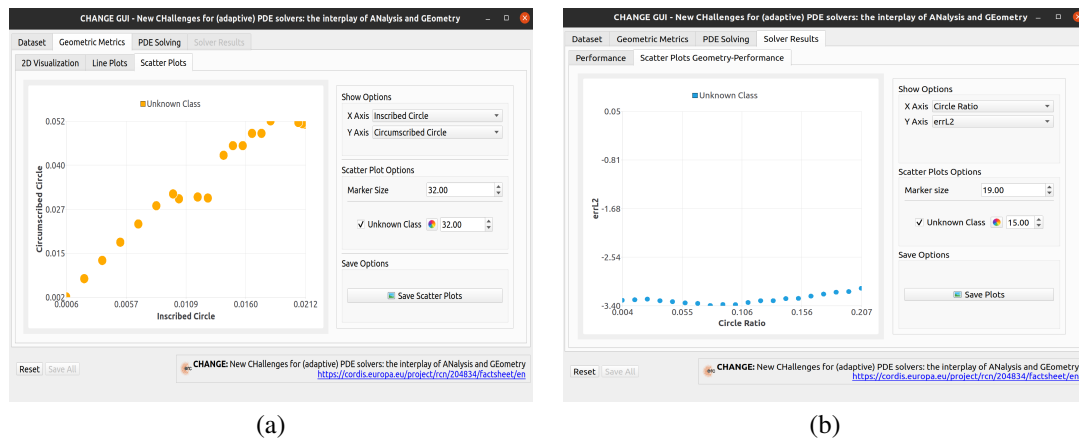 CHANGE GUI - New CHallenges for (adaptive) PDE solvers: the interplay of ANalysis and GEometry
Dataset Geometric Metrics PDE Solving Solver Results
2D Visualization Line Plots Scatter Plots
Unknown Class
0.052
0.040
0.027
0.015
0.002
Circumscribed Circle
0.0006 0.0057 0.0109 0.0160 0.0212
Inscribed Circle
Show Options
X Axis Inscribed Circle
Y Axis Circumscribed Circle
Scatter Plot Options
Marker Size 32.00
Unknown Class 32.00
Save Options
Save Scatter Plots
Reset Save All
erc CHANGE: New CHallenges for (adaptive) PDE solvers: the interplay of ANalysis and GEometry
https://cordis.europa.eu/project/rcn/204834/factsheet/en
(a)
CHANGE GUI - New CHallenges for (adaptive) PDE solvers: the interplay of ANalysis and GEometry
Dataset Geometric Metrics PDE Solving Solver Results
Performance Scatter Plots Geometry-Performance
Unknown Class
0.05
-0.81
-1.68
-2.54
-3.40
errL2
0.004 0.055 0.106 0.156 0.207
Circle Ratio
Show Options
X Axis Circle Ratio
Y Axis errL2
Scatter Plots Options
Marker size 19.00
Unknown Class 15.00
Save Options
Save Plots
Reset Save All
erc CHANGE: New CHallenges for (adaptive) PDE solvers: the interplay of ANalysis and GEometry
https://cordis.europa.eu/project/rcn/204834/factsheet/en
(b)